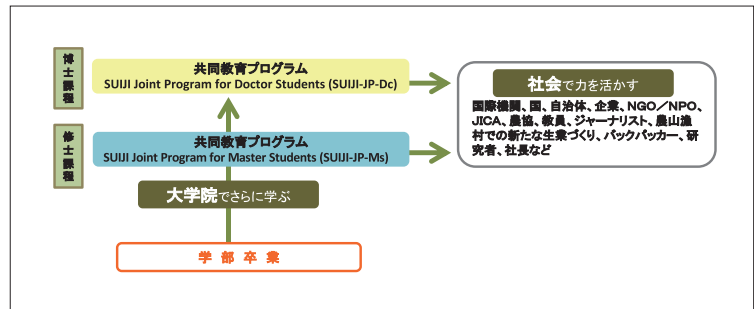 博士課程
共同教育プログラム
SUIJI Joint Program for Doctor Students (SUIJI-JP-Dc)
修士課程
共同教育プログラム
SUIJI Joint Program for Master Students (SUIJI-JP-Ms)
大学院でさらに学ぶ
学部卒業
社会で力を活かす
国際機関、国、自治体、企業、NGO/NPO、
JICA、農協、教員、ジャーナリスト、農山漁
村での新たな生業づくり、バックパッカー、研
究者、社長など